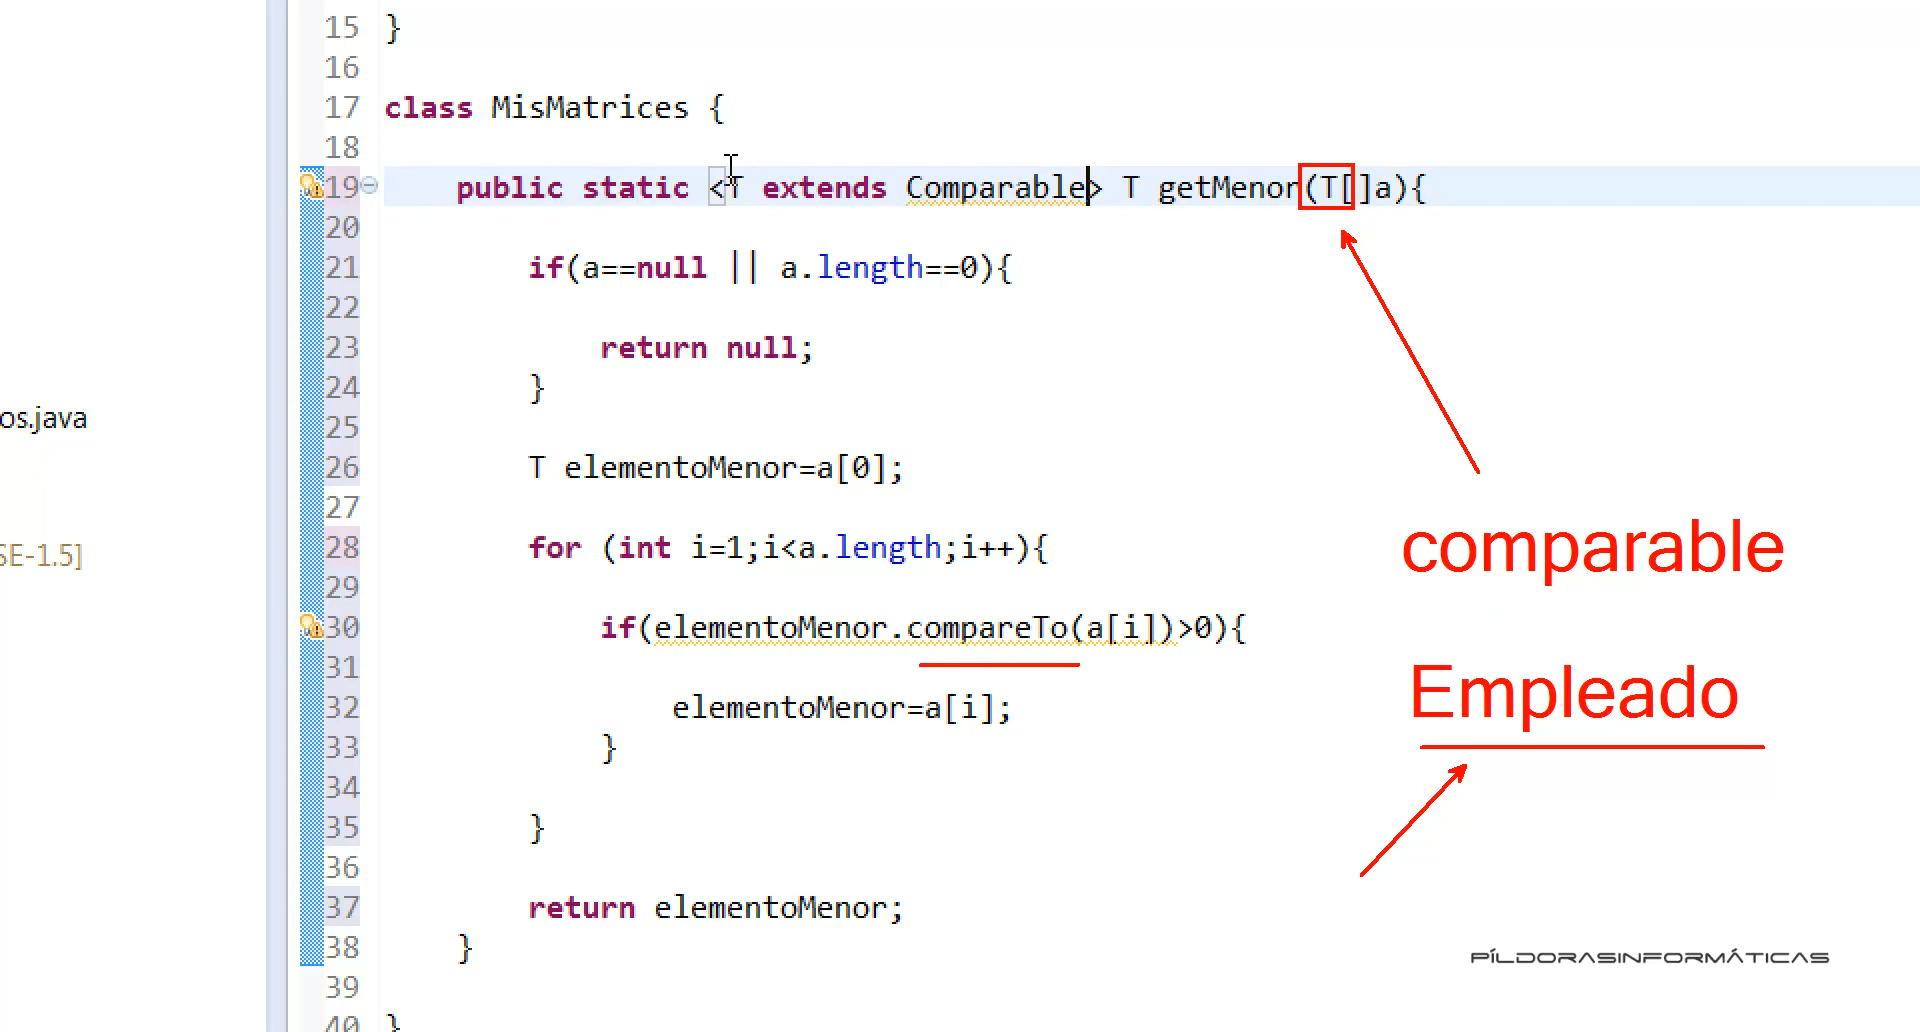 os.java
SE-1.5]
15 }
16
17 class MisMatrices {
18
19 public static <T extends Comparable> T getMenor(T[]a){
20
21 if(a==null || a.length==0){
22
23 return null;
24 }
25
26 T elementoMenor=a[0];
27
28 for (int i=1;i<a.length;i++){
29
30 if(elementoMenor.compareTo(a[i])>0){
31
32 elementoMenor=a[i];
33 }
34
35 }
36
37 return elementoMenor;
38 }
39
40 }
comparable
Empleado
PÍLDORASINFORMÁTICAS